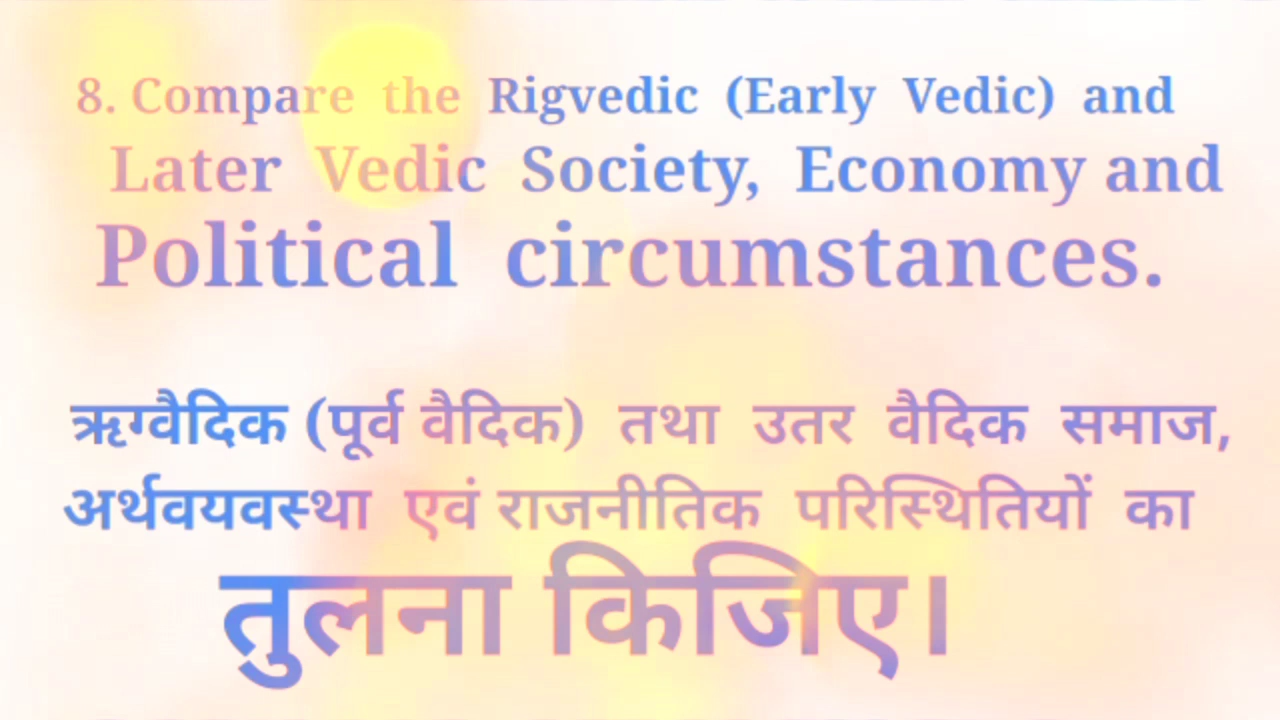 8. Compare the Rigvedic (Early Vedic) and
Later Vedic Society, Economy and
Political circumstances.
ऋग्वैदिक (पूर्व वैदिक) तथा उतर वैदिक समाज,
अर्थवयवस्था एवं राजनीतिक परिस्थितियों का
तुलना किजिए।